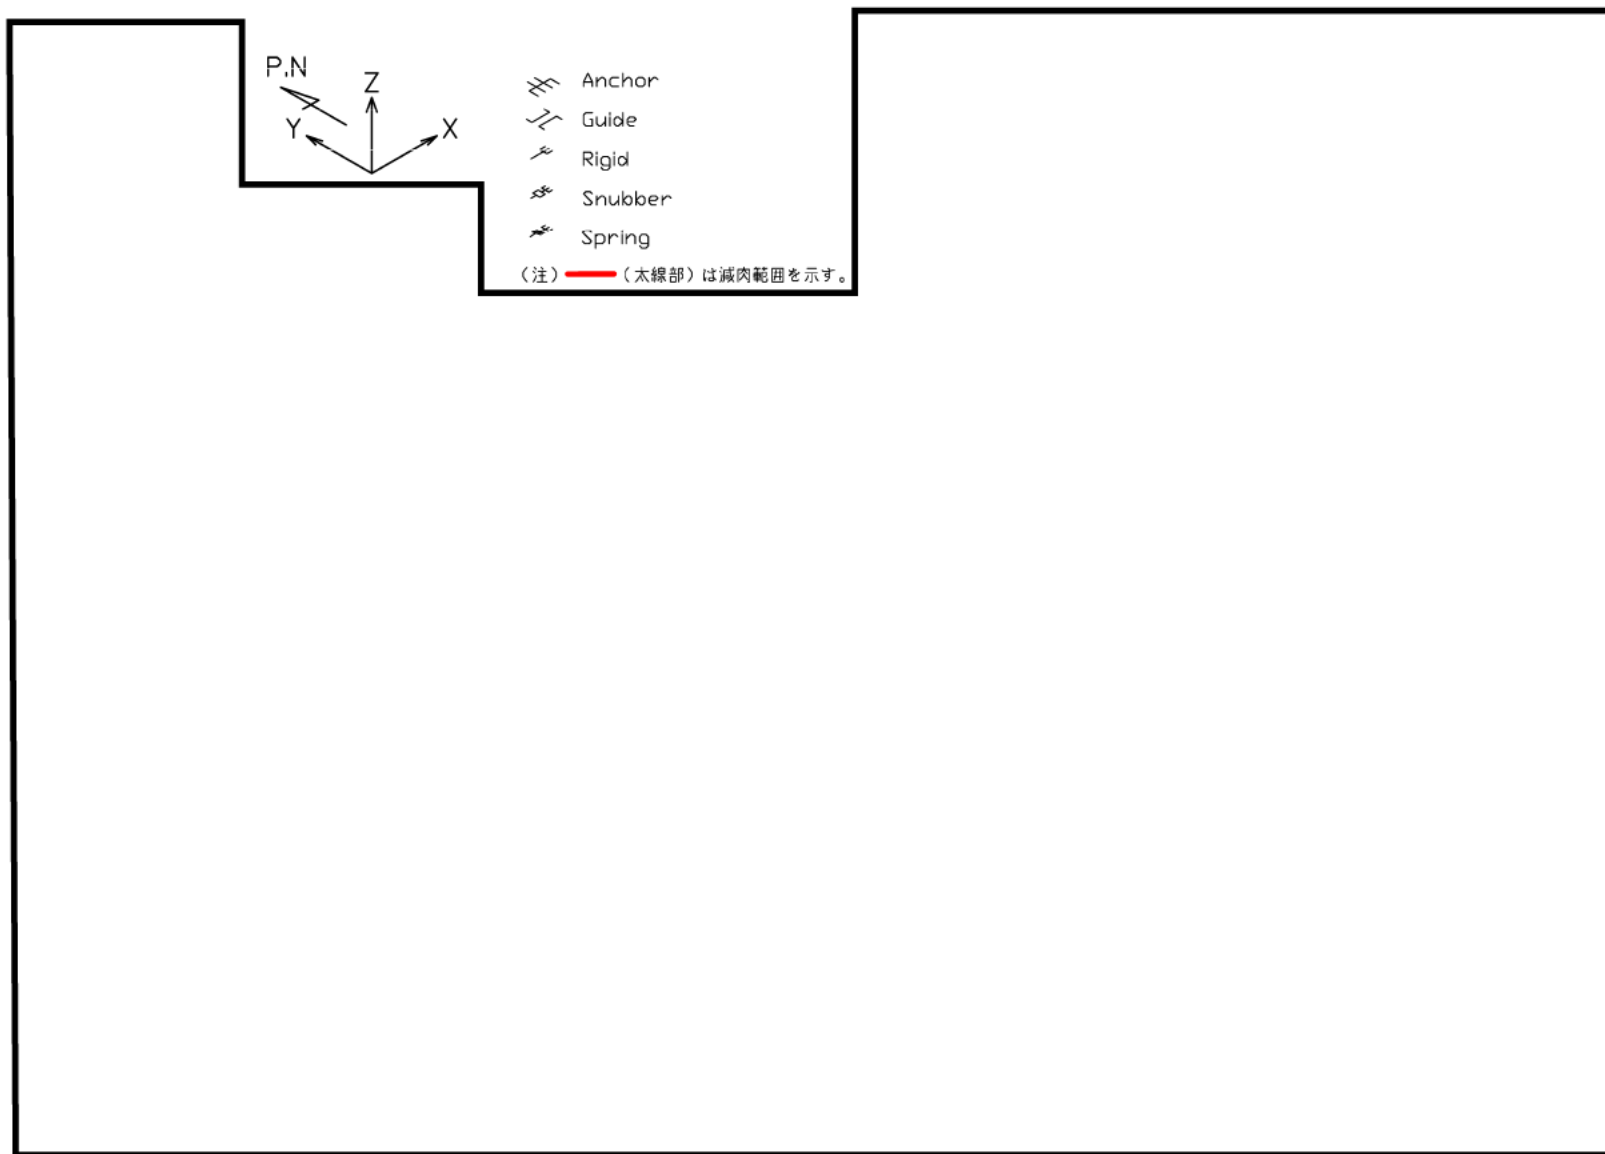 P.N
Z
Y
X
Anchor
Guide
Rigid
Snubber
Spring
(注) (太線部) は減肉範囲を示す。